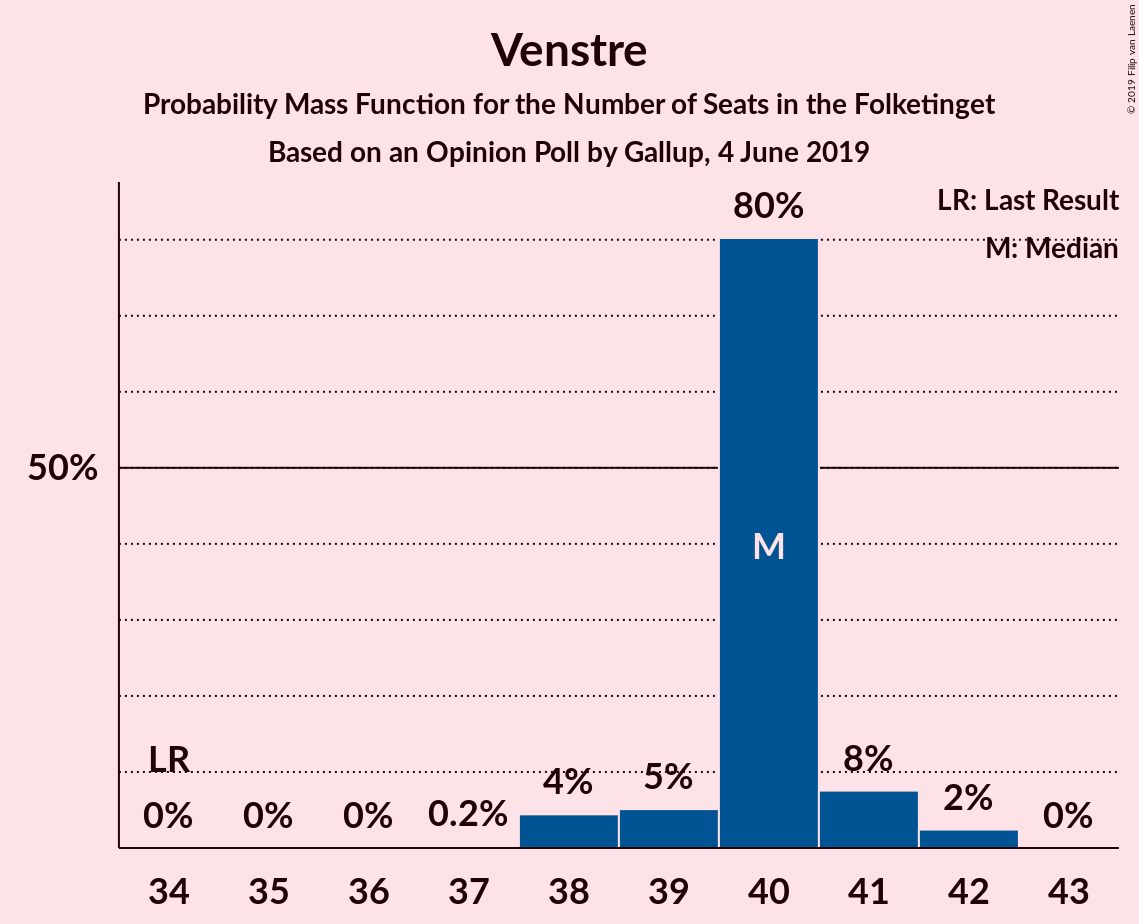 Venstre
Probability Mass Function for the Number of Seats in the Folketinget
Based on an Opinion Poll by Gallup, 4 June 2019
© 2019 Filip van Laenen
LR: Last Result
M: Median
80%
50%
M
LR
0%
0%
0%
0.2%
4%
5%
8%
2%
0%
34
35
36
37
38
39
40
41
42
43